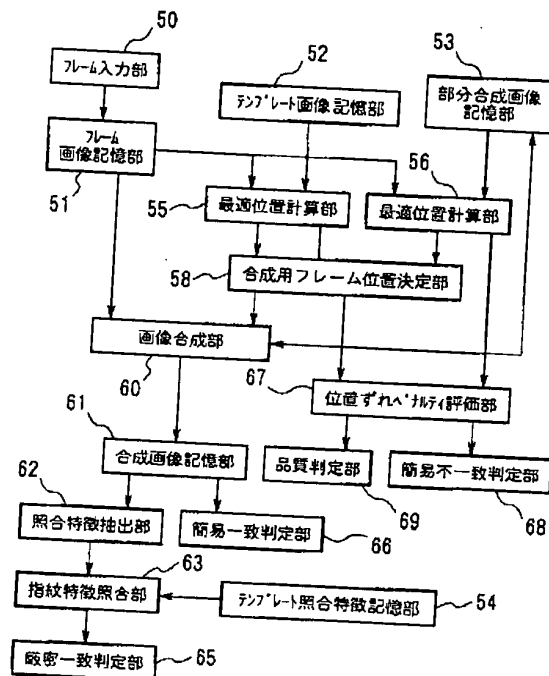 50
フレーム入力部
52
テンプレート画像記憶部
53
部分合成画像
記憶部
フレーム
画像記憶部
51
55
最適位置計算部
56
最適位置計算部
58
合成用フレーム位置決定部
画像合成部
60
67
位置ずれペナルティ評価部
61
合成画像記憶部
品質判定部
69
簡易不一致判定部
68
62
照合特徴抽出部
簡易一致判定部
66
63
指紋特徴照合部
テンプレート照合特徴記憶部
54
厳密一致判定部
65